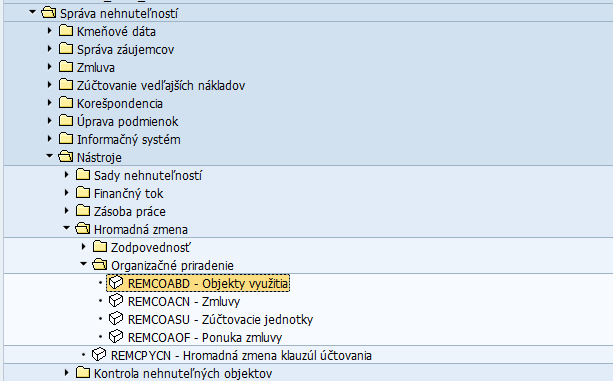 Správa nehnuteľností
Kmeňové dáta
Správa záujemcov
Zmluva
Zúčtovanie vedľajších nákladov
Korešpondencia
Úprava podmienok
Informačný systém
Nástroje
Sady nehnuteľností
Finančný tok
Zásoba práce
Hromadná zmena
Zodpovednosť
Organizačné priradenie
REMCOABD - Objekty využitia
REMCOACN - Zmluvy
REMCOASU - Zúčtovacie jednotky
REMCOAOF - Ponuka zmluvy
REMCPYCN - Hromadná zmena klauzúl účtovania
Kontrola nehnuteľných objektov